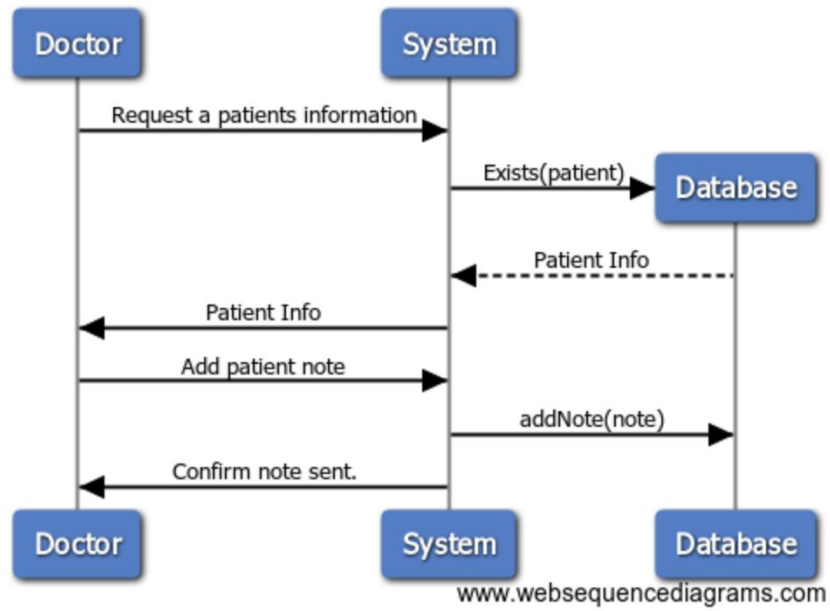 Doctor
System
Request a patients information
Exists(patient)
Database
Patient Info
Patient Info
Add patient note
addNote(note)
Confirm note sent.
Doctor
System
Database
www.websequencediagrams.com